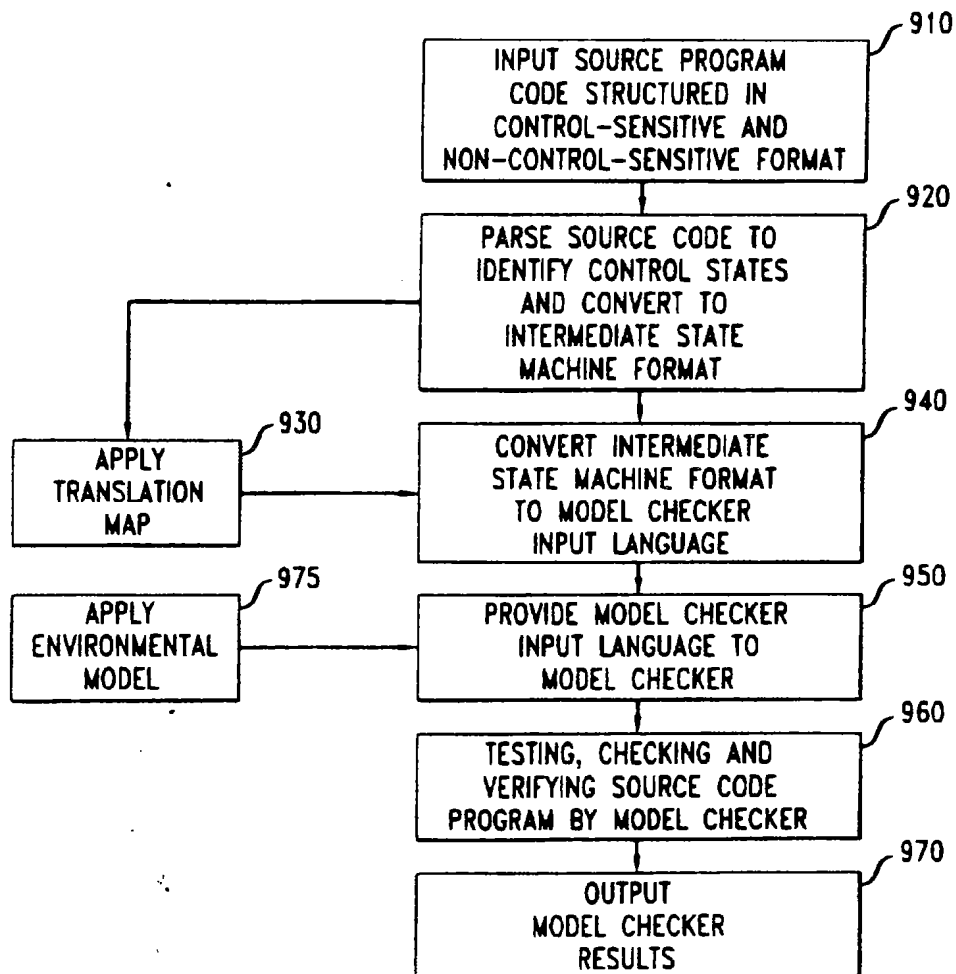 910
INPUT SOURCE PROGRAM
CODE STRUCTURED IN
CONTROL-SENSITIVE AND
NON-CONTROL-SENSITIVE FORMAT
920
PARSE SOURCE CODE TO
IDENTIFY CONTROL STATES
AND CONVERT TO
INTERMEDIATE STATE
MACHINE FORMAT
930
APPLY
TRANSLATION
MAP
940
CONVERT INTERMEDIATE
STATE MACHINE FORMAT
TO MODEL CHECKER
INPUT LANGUAGE
975
APPLY
ENVIRONMENTAL
MODEL
950
PROVIDE MODEL CHECKER
INPUT LANGUAGE TO
MODEL CHECKER
960
TESTING, CHECKING AND
VERIFYING SOURCE CODE
PROGRAM BY MODEL CHECKER
970
OUTPUT
MODEL CHECKER
RESULTS